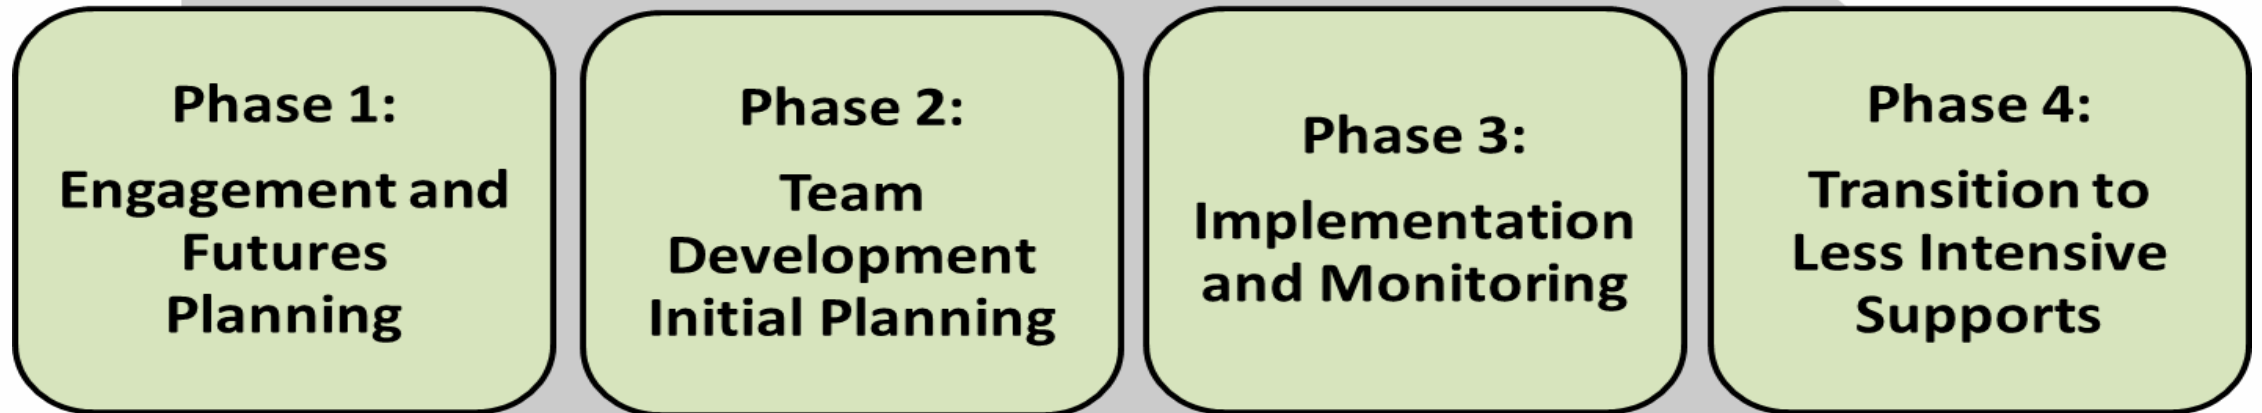 Phase 1:
Engagement and
Futures
Planning
Phase 2:
Team
Development
Initial Planning
Phase 3:
Implementation
and Monitoring
Phase 4:
Transition to
Less Intensive
Supports